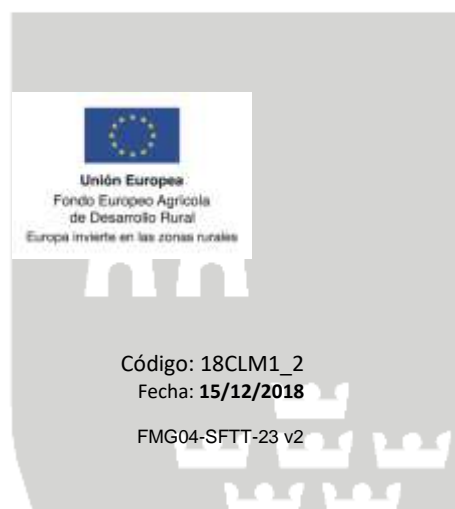 Unión Europea
Fondo Europeo Agrícola
de Desarrollo Rural
Europa invierte en las zonas rurales
Código: 18CLM1_2
Fecha: 15/12/2018
FMG04-SFTT-23 v2